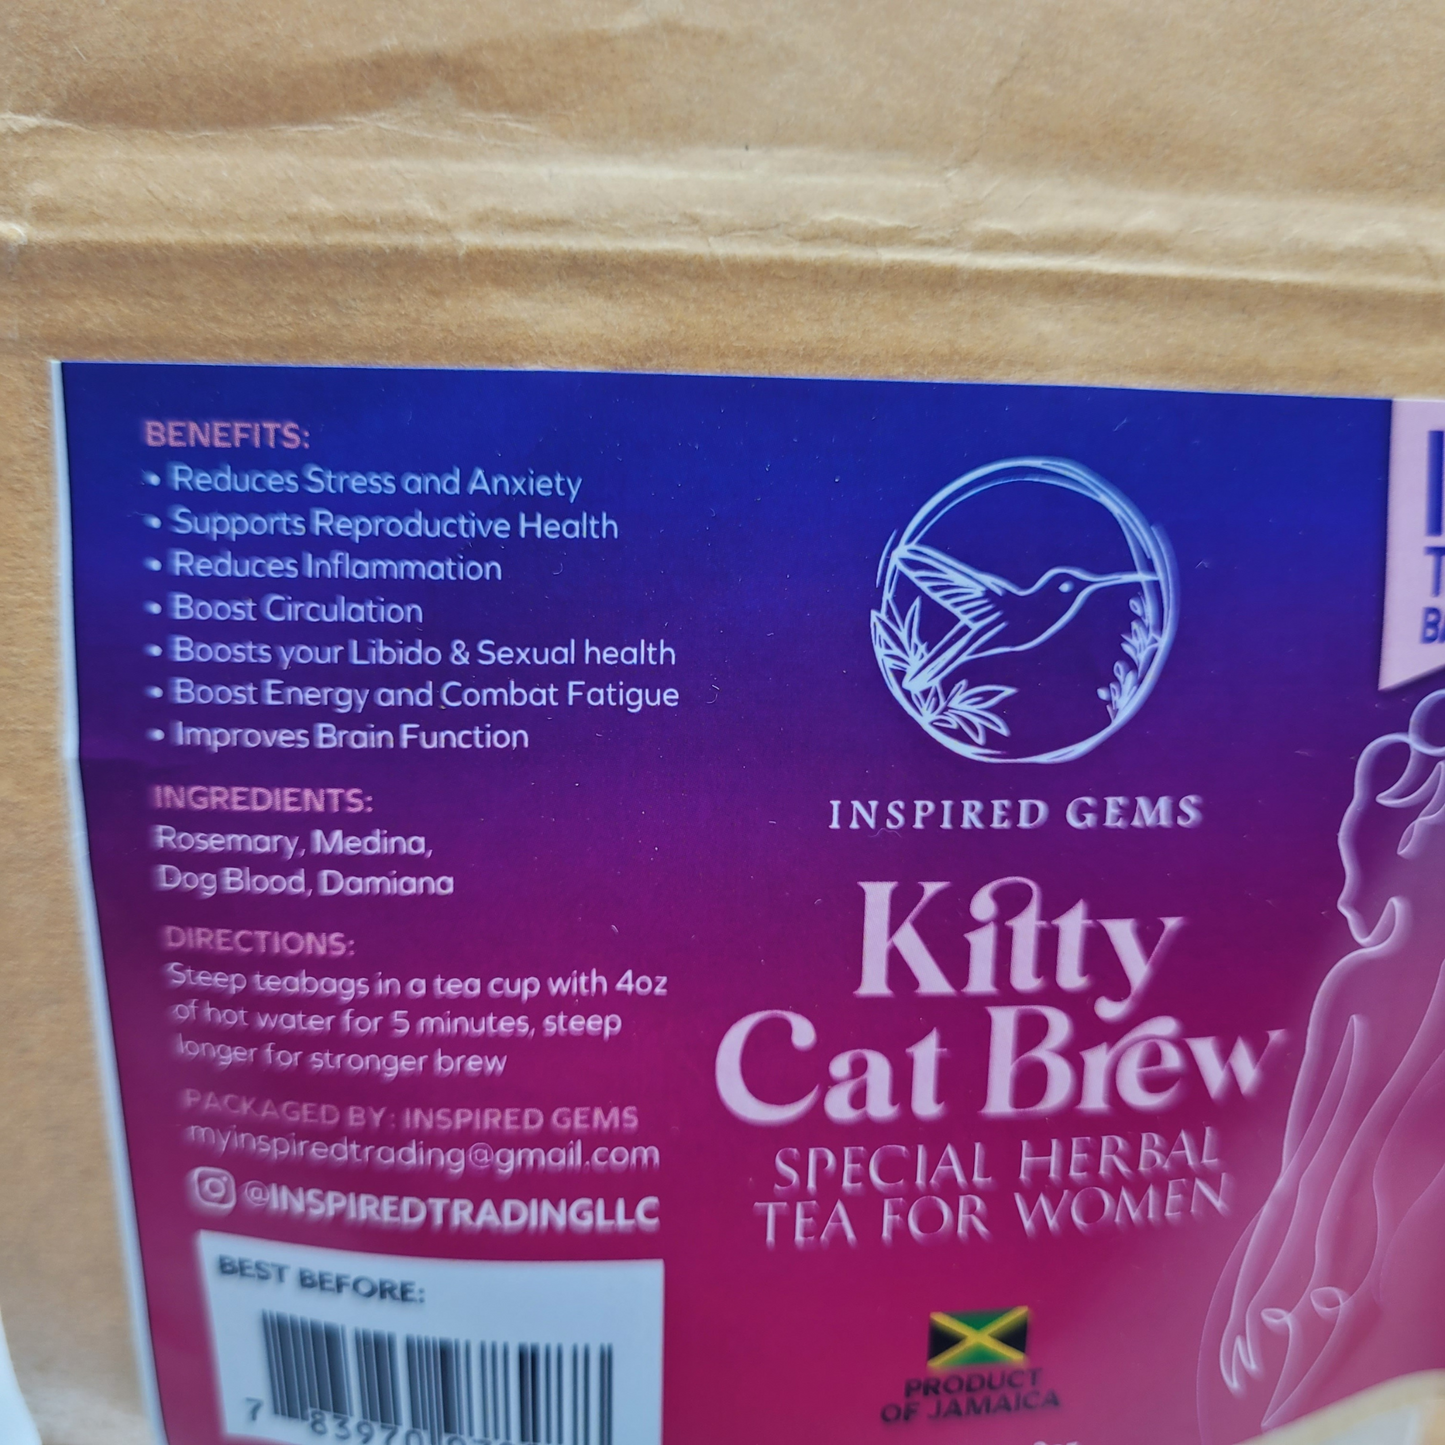 BENEFITS:
• Reduces Stress and Anxiety
• Supports Reproductive Health
• Reduces Inflammation
• Boost Circulation
• Boosts your Libido & Sexual health
• Boost Energy and Combat Fatigue
• Improves Brain Function
INGREDIENTS:
Rosemary, Medina,
Dog Blood, Damiana
DIRECTIONS:
Steep teabags in a tea cup with 4oz
of hot water for 5 minutes, steep
longer for stronger brew
PACKAGED BY: INSPIRED GEMS
myinspiredtrading@gmail.com
@INSPIREDTRADINGLLC
BEST BEFORE:
7 83970
INSPIRED GEMS
Kitty
Cat Brew
SPECIAL HERBAL
TEA FOR WOMEN
PRODUCT
OF JAMAICA